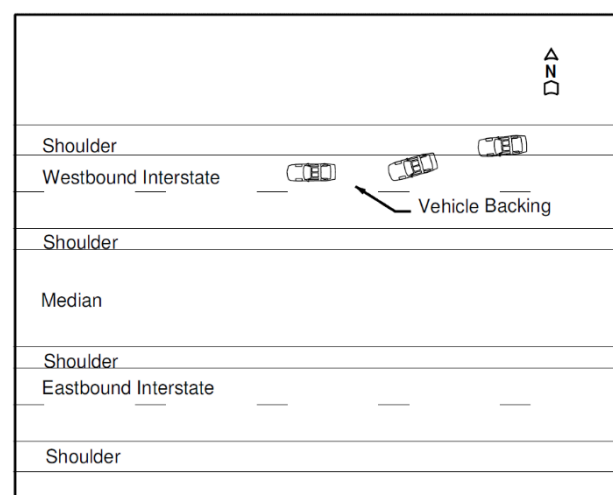 N
Shoulder
Westbound Interstate
Vehicle Backing
Shoulder
Median
Shoulder
Eastbound Interstate
Shoulder